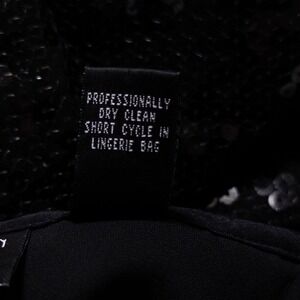 PROFESSIONALLY
DRY CLEAN
SHORT CYCLE IN
LINGERIE BAG